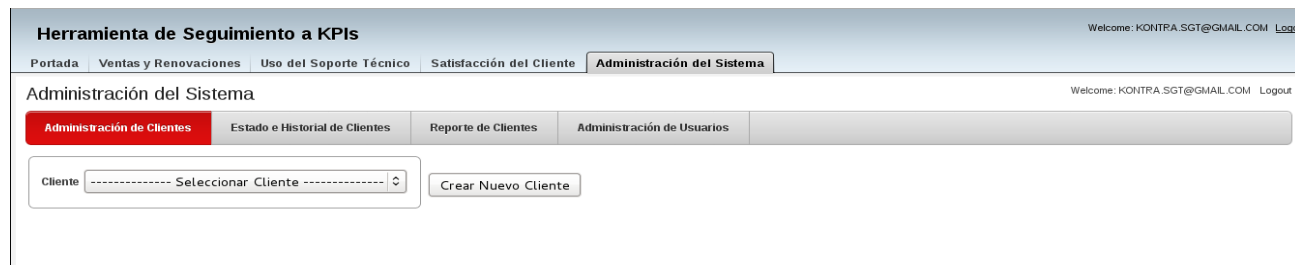 Herramienta de Seguimiento a KPIs
Welcome: KONTRA.SGT@GMAIL.COM
Portada Ventas y Renovaciones Uso del Soporte Técnico Satisfacción del Cliente Administración del Sistema
Administración del Sistema
Welcome: KONTRA.SGT@GMAIL.COM Logout
Administración de Clientes Estado e Historial de Clientes Reporte de Clientes Administración de Usuarios
Cliente -------------- Seleccionar Cliente -------------- Crear Nuevo Cliente